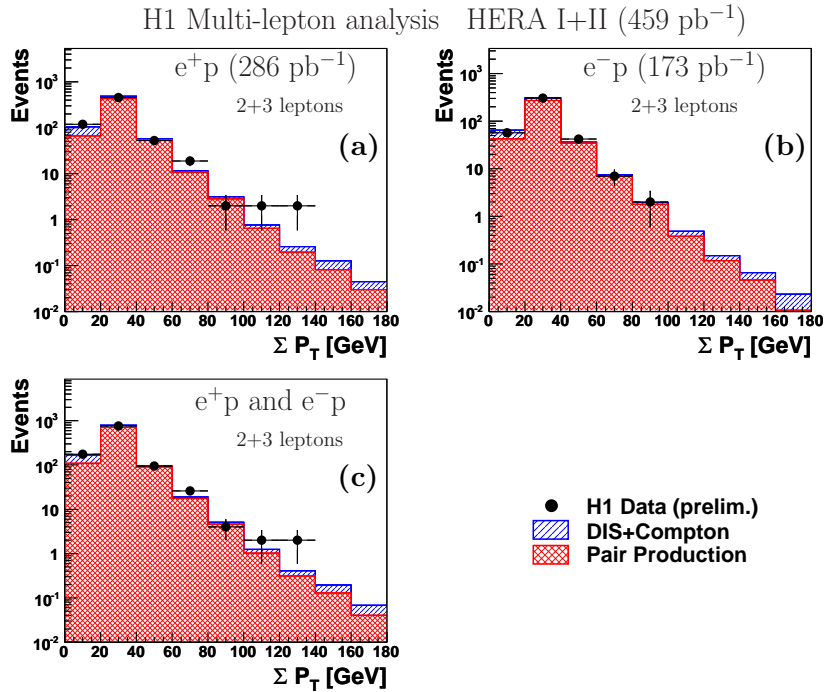 H1 Multi-lepton analysis HERA I+II (459 pb⁻¹)
Events
10³
10²
10
1
10⁻¹
10⁻²
e⁺p (286 pb⁻¹)
2+3 leptons
(a)
0 20 40 60 80 100 120 140 160 180
Σ P_T [GeV]
Events
10³
10²
10
1
10⁻¹
10⁻²
e⁻p (173 pb⁻¹)
2+3 leptons
(b)
0 20 40 60 80 100 120 140 160 180
Σ P_T [GeV]
Events
10³
10²
10
1
10⁻¹
10⁻²
e⁺p and e⁻p
2+3 leptons
(c)
0 20 40 60 80 100 120 140 160 180
Σ P_T [GeV]
H1 Data (prelim.)
DIS+Compton
Pair Production